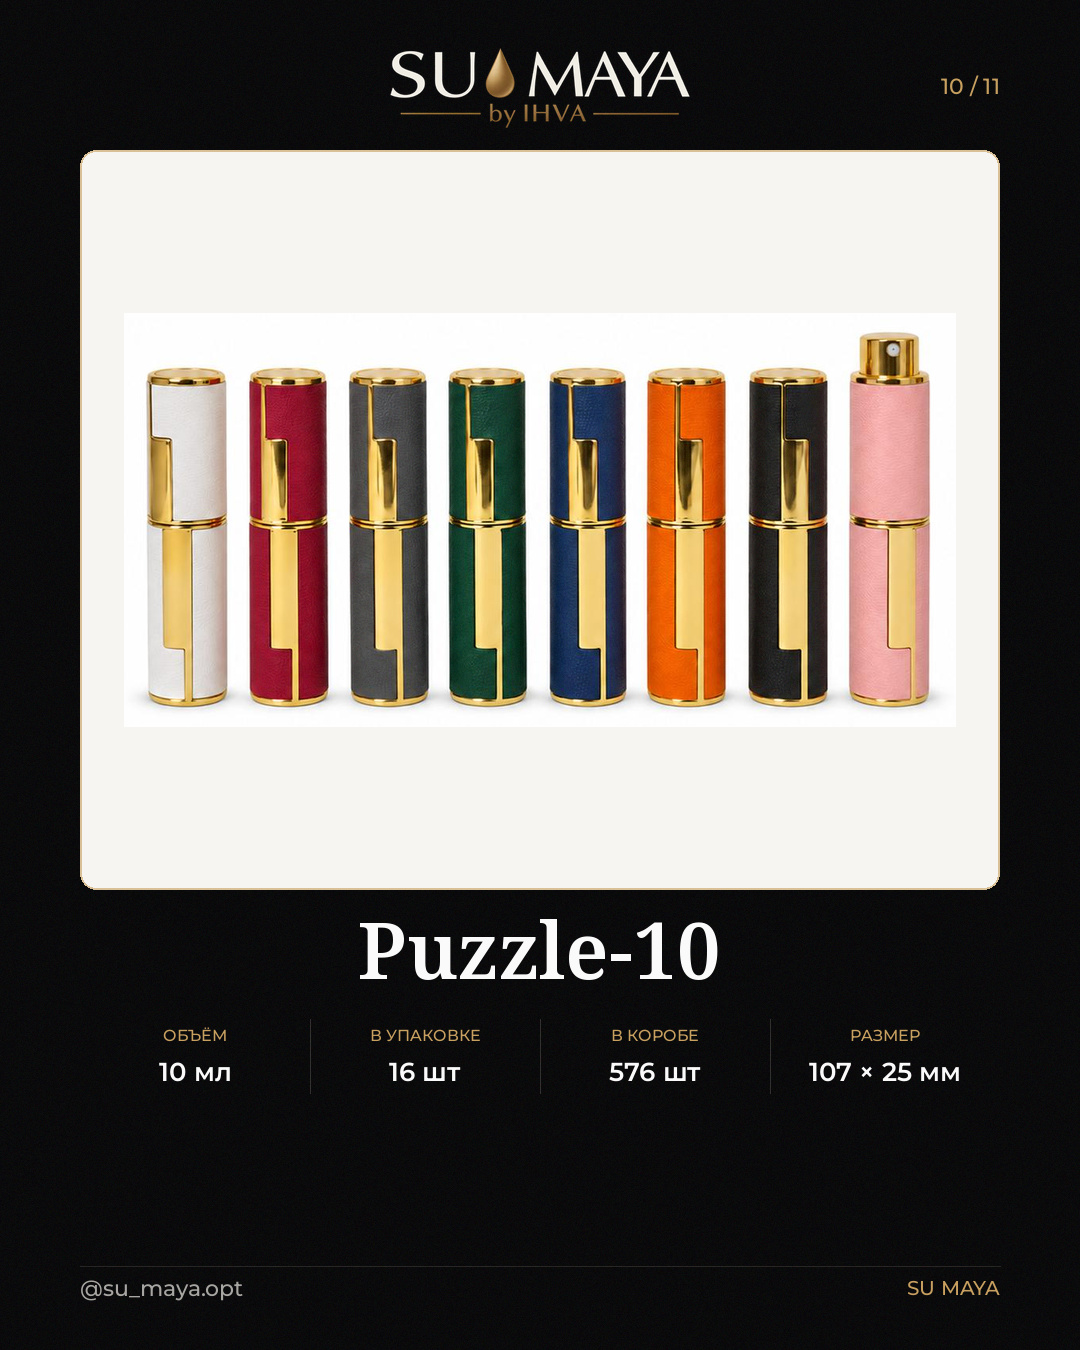 SU MAYA
by IHVA
10 / 11
Puzzle-10
ОБЪЁМ
10 мл
В УПАКОВКЕ
16 шт
В КОРОБЕ
576 шт
РАЗМЕР
107 × 25 мм
@su_maya.opt
SU MAYA